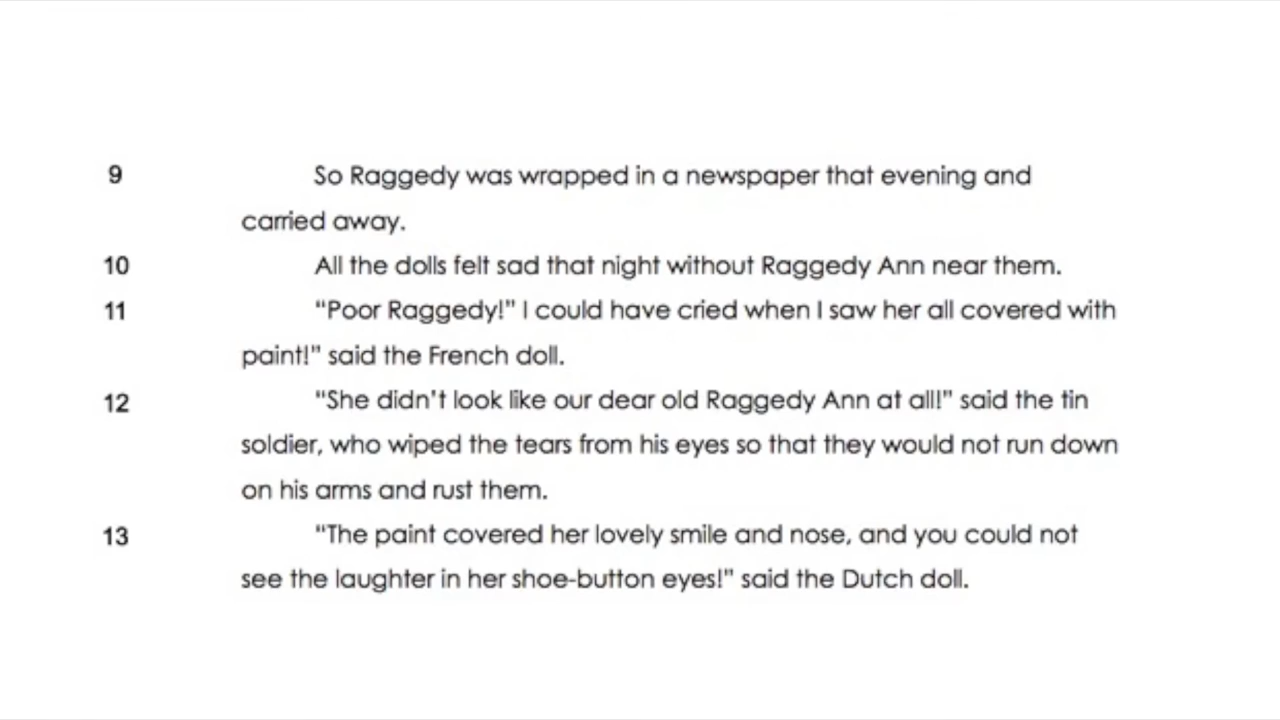 9 So Raggedy was wrapped in a newspaper that evening and
carried away.
10 All the dolls felt sad that night without Raggedy Ann near them.
11 “Poor Raggedy!” I could have cried when I saw her all covered with
paint!” said the French doll.
12 “She didn’t look like our dear old Raggedy Ann at all!” said the tin
soldier, who wiped the tears from his eyes so that they would not run down
on his arms and rust them.
13 “The paint covered her lovely smile and nose, and you could not
see the laughter in her shoe-button eyes!” said the Dutch doll.